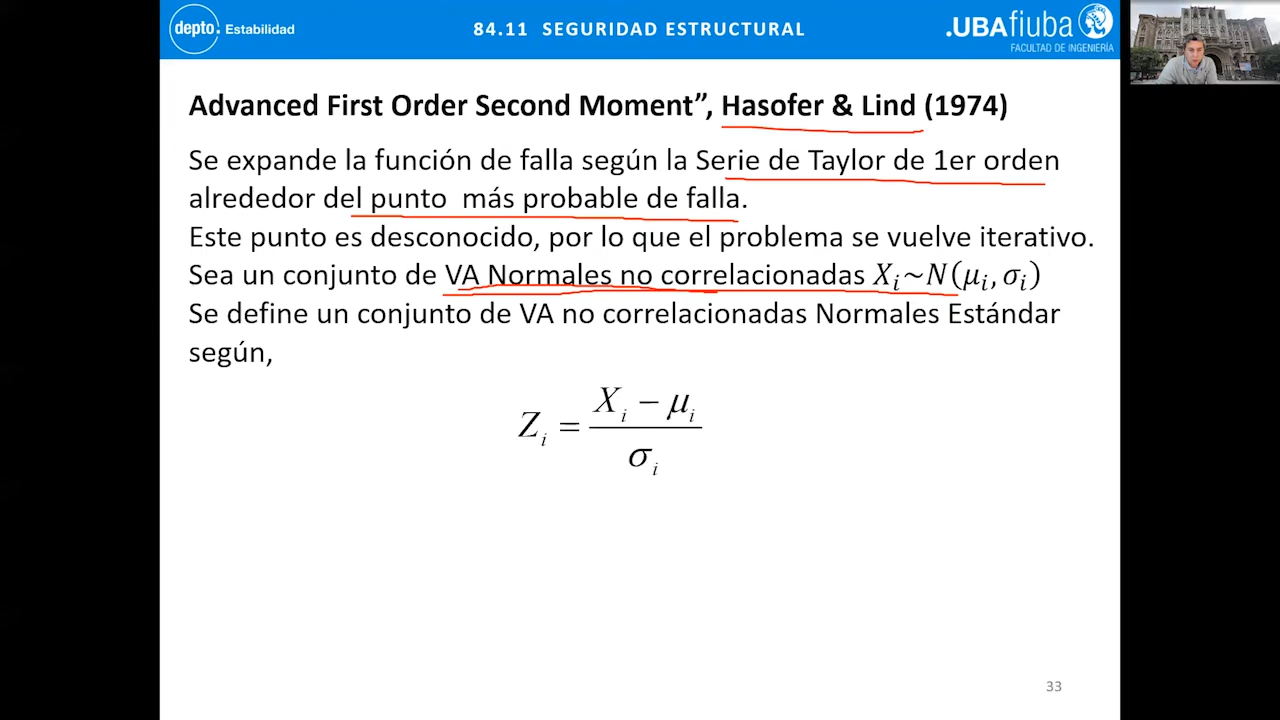 depto.
Estabilidad
84.11 SEGURIDAD ESTRUCTURAL
.UBAfiuba
FACULTAD DE INGENIERÍA
Advanced First Order Second Moment”, Hasofer & Lind (1974)
Se expande la función de falla según la Serie de Taylor de 1er orden
alrededor del punto más probable de falla.
Este punto es desconocido, por lo que el problema se vuelve iterativo.
Sea un conjunto de VA Normales no correlacionadas Xᵢ~N(μᵢ, σᵢ)
Se define un conjunto de VA no correlacionadas Normales Estándar
según,
Zᵢ = (Xᵢ − μᵢ) / σᵢ
33